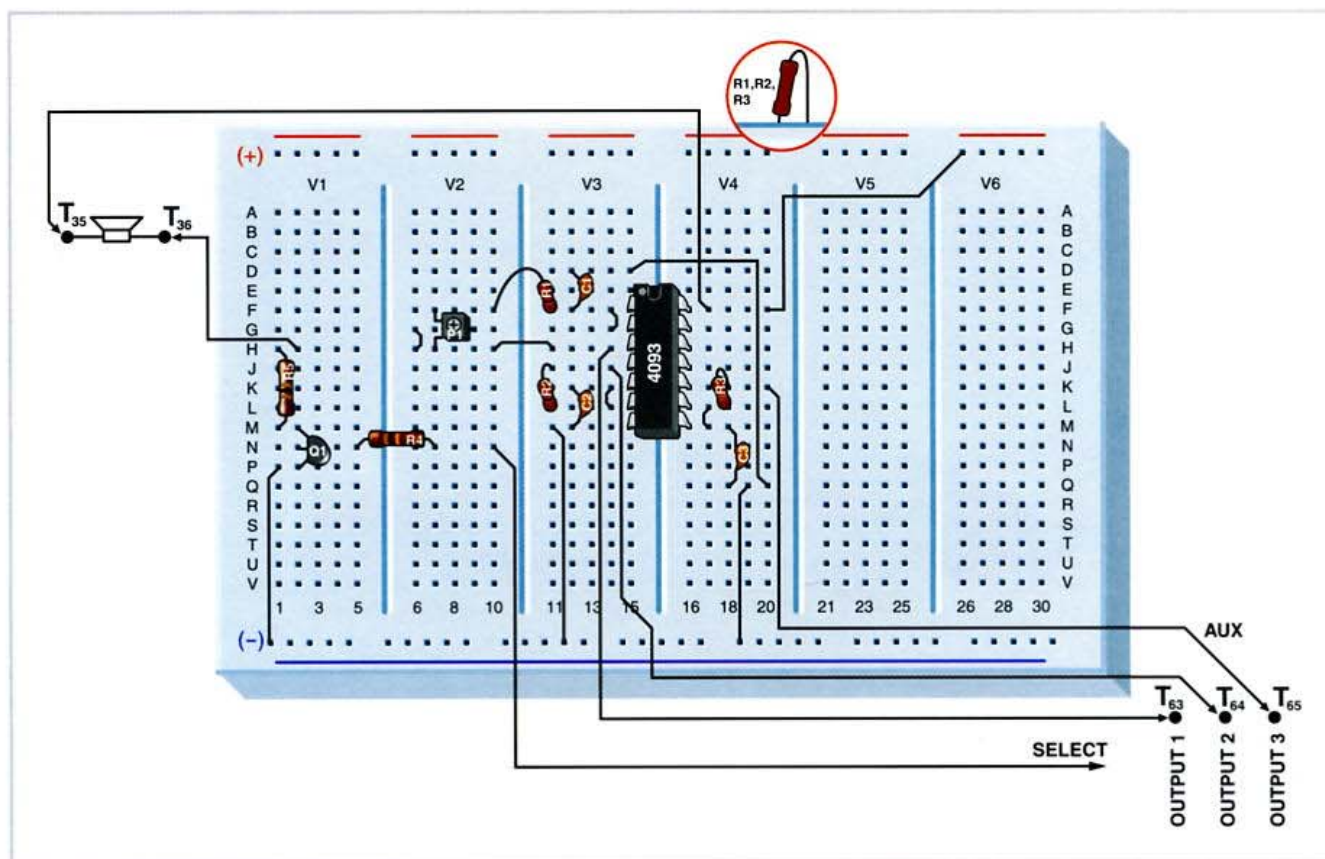 R1,R2,
R3
(+)
V1 V2 V3 V4 V5 V6
T35 T36
A A
B B
C C
D D
E E
F F
G G
H H
J J
K K
L L
M M
N N
P P
Q Q
R R
S S
T T
U U
V V
R1
C1
+
P1
4093
R5
R2
C2
R3
Q1
R4
C3
1 3 5 6 8 10 11 13 15 16 18 20 21 23 25 26 28 30
(-)
AUX
T63 T64 T65
SELECT
OUTPUT 1
OUTPUT 2
OUTPUT 3